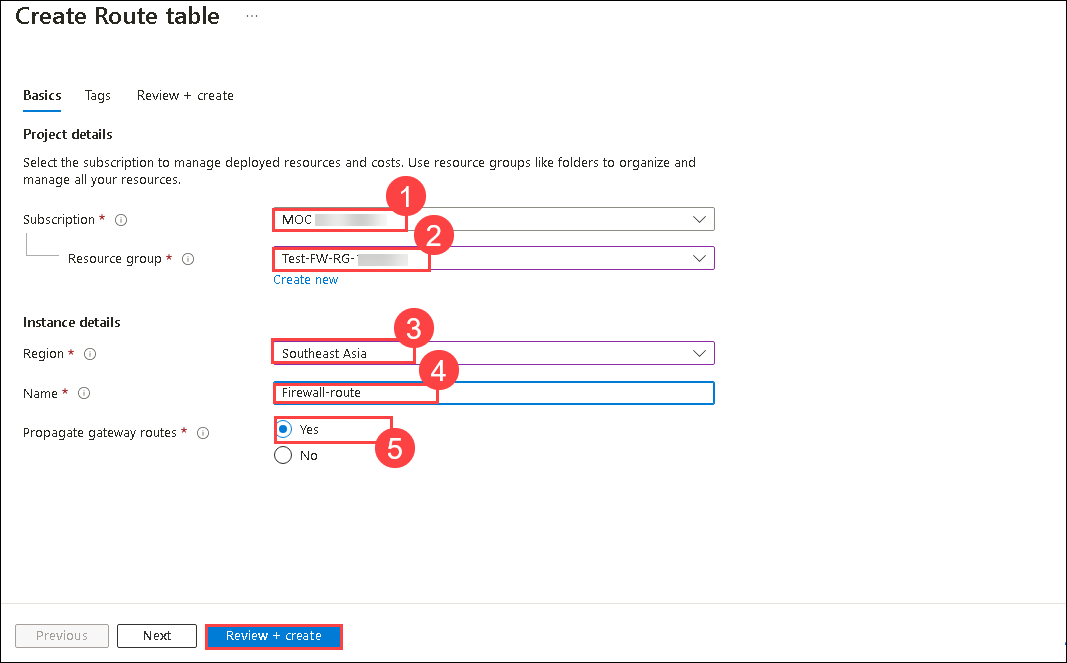 Create Route table ...
Basics Tags Review + create
Project details
Select the subscription to manage deployed resources and costs. Use resource groups like folders to organize and
manage all your resources.
1
Subscription * MOC
2
Resource group * Test-FW-RG-
Create new
Instance details
3
Region * Southeast Asia
4
Name * Firewall-route
Propagate gateway routes * Yes
5
No
Previous Next Review + create